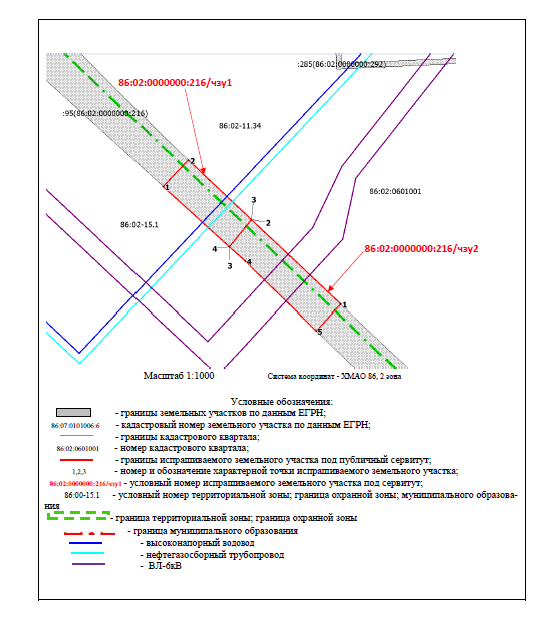 :285(86:02:0000000:292)
86:02:0000000:216/чзу1
:95(86:02:0000000:216)
86:02-11.34
2
1
86:02:0601001
3
2
86:02-15.1
4
3
4
86:02:0000000:216/чзу2
1
5
Масштаб 1:1000
Система координат - ХМАО 86, 2 зона
Условные обозначения:
- границы земельных участков по данным ЕГРН;
86:07:0101006:6 - кадастровый номер земельного участка по данным ЕГРН;
- границы кадастрового квартала;
86:02:0601001 - номер кадастрового квартала;
- границы испрашиваемого земельного участка под публичный сервитут;
1,2,3 - номер и обозначение характерной точки испрашиваемого земельного участка;
86:02:0000000:216/чзу1 - условный номер испрашиваемого земельного участка под сервитут;
86:00-15.1 - условный номер территориальной зоны; граница охранной зоны; муниципального образова-
ния
- граница территориальной зоны; граница охранной зоны
- граница муниципального образования
- высоконапорный водовод
- нефтегазосборный трубопровод
- ВЛ-6кВ